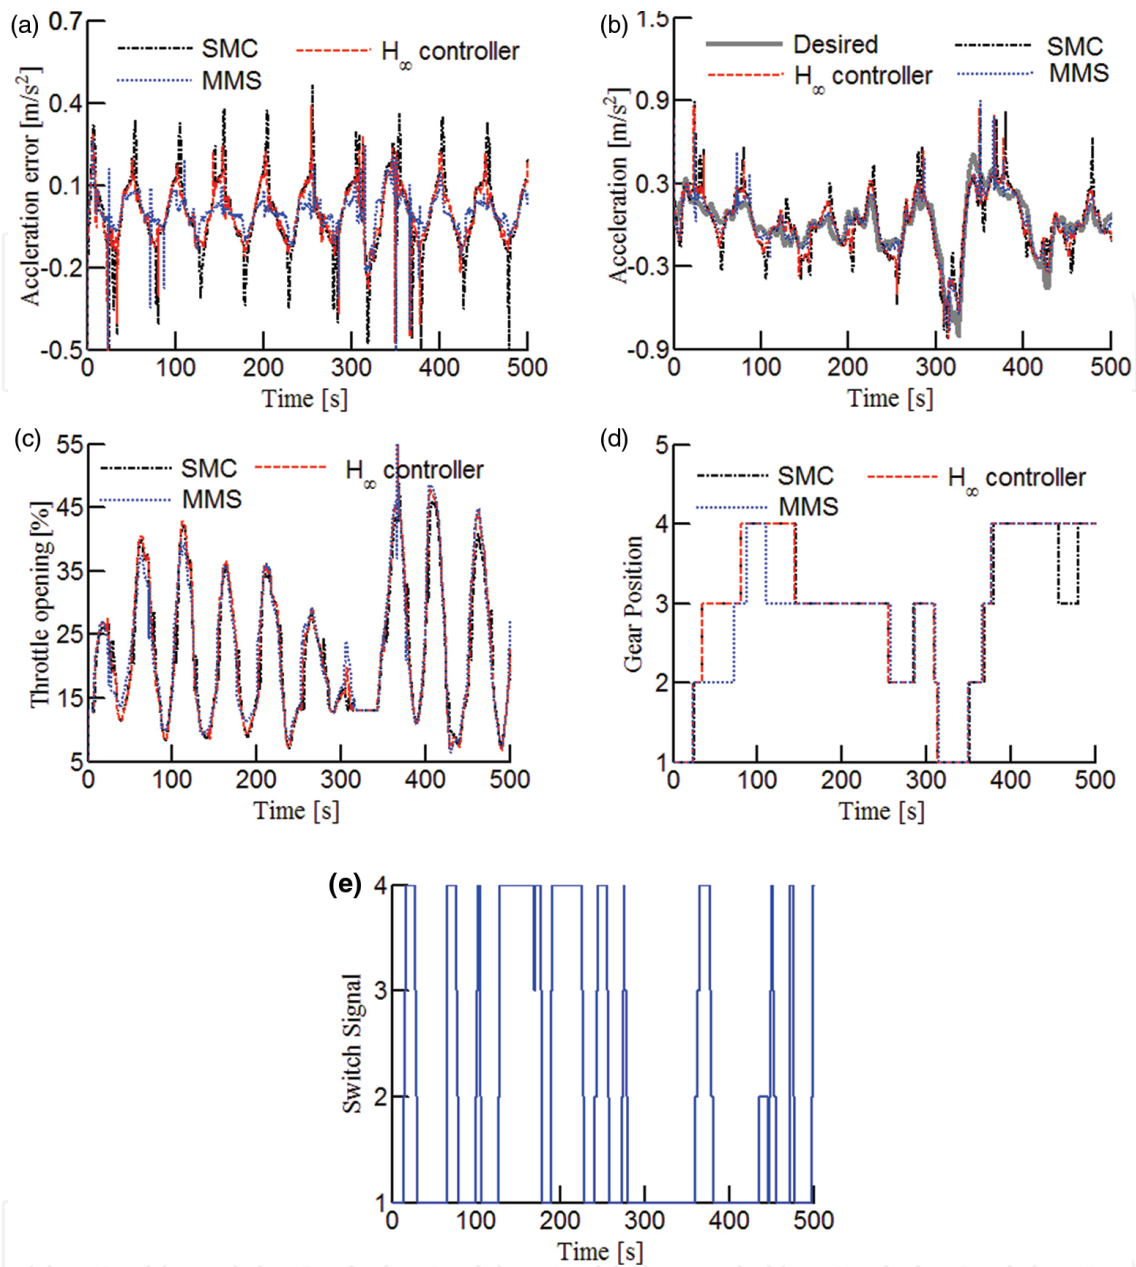 (a)
0.7
0.4
0.1
-0.2
-0.5
Acceleration error [m/s²]
SMC
H∞ controller
MMS
0 100 200 300 400 500
Time [s]
(b)
1.5
0.9
0.3
-0.3
-0.9
Acceleration [m/s²]
Desired
SMC
H∞ controller
MMS
0 100 200 300 400 500
Time [s]
(c)
55
45
35
25
15
5
Throttle opening [%]
SMC
H∞ controller
MMS
0 100 200 300 400 500
Time [s]
(d)
5
4
3
2
1
Gear Position
SMC
H∞ controller
MMS
0 100 200 300 400 500
Time [s]
(e)
4
3
2
1
Switch Signal
0 100 200 300 400 500
Time [s]